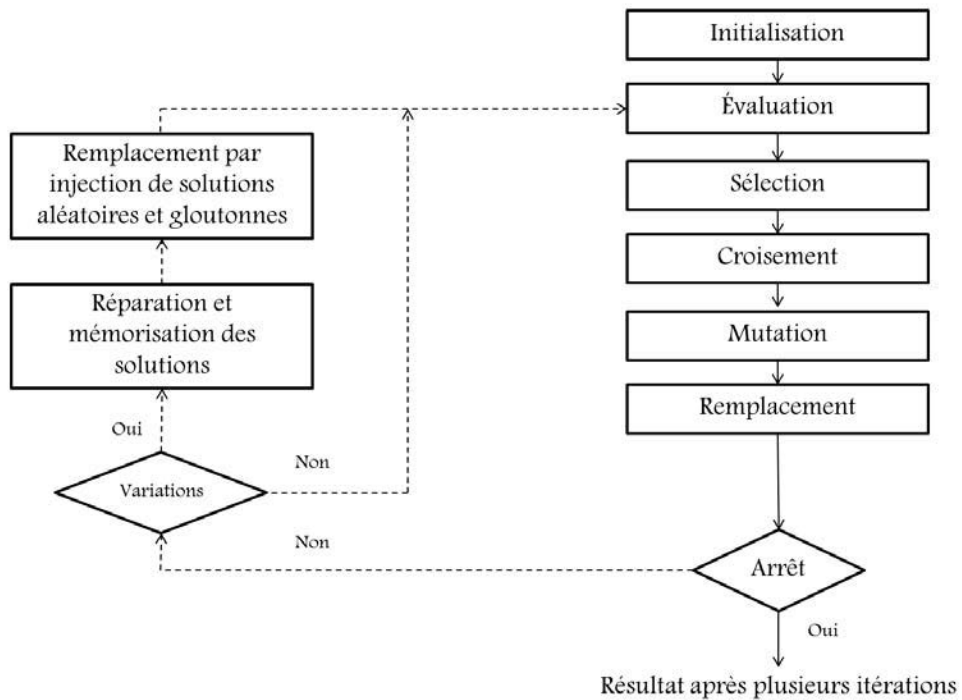 Initialisation
Évaluation
Sélection
Croisement
Mutation
Remplacement
Arrêt
Oui
Résultat après plusieurs itérations
Non
Variations
Non
Oui
Réparation et
mémorisation des
solutions
Remplacement par
injection de solutions
aléatoires et gloutonnes